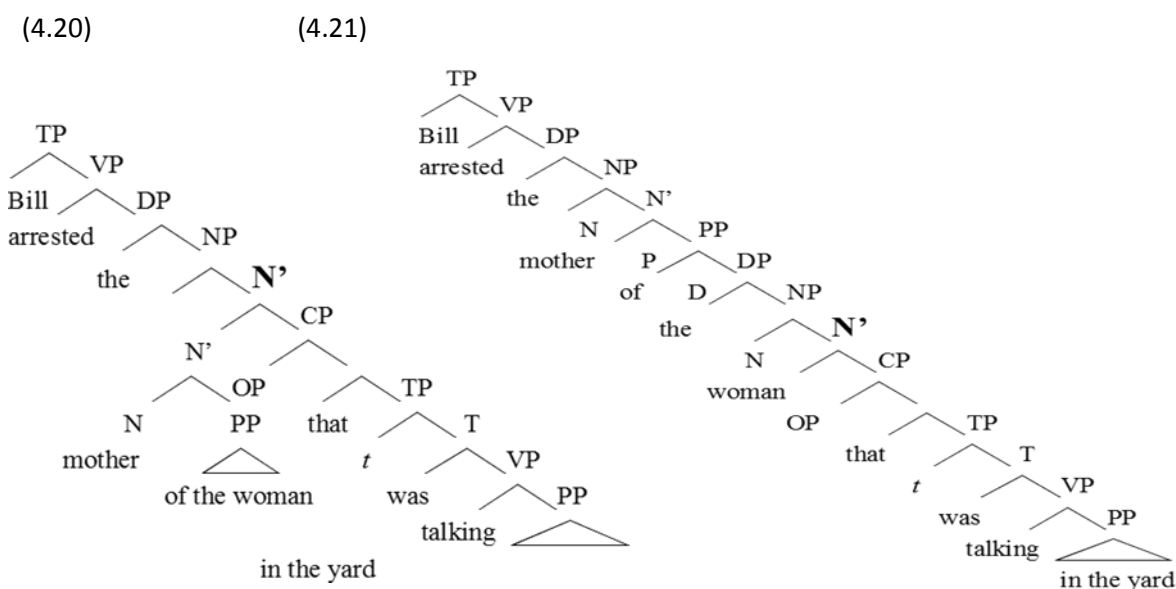 (4.20) (4.21)
TP
VP
Bill DP
arrested NP
the N’
CP
N’
OP TP
N PP that T
mother t VP
of the woman was PP
talking
in the yard
TP
VP
Bill DP
arrested NP
the N’
N PP
mother P DP
of D NP
the N’
N CP
woman
OP TP
that T
t VP
was PP
talking
in the yard